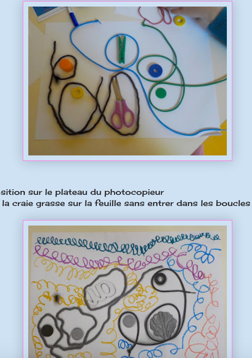 sition sur le plateau du photocopieur
la craie grasse sur la feuille sans entrer dans les boucles